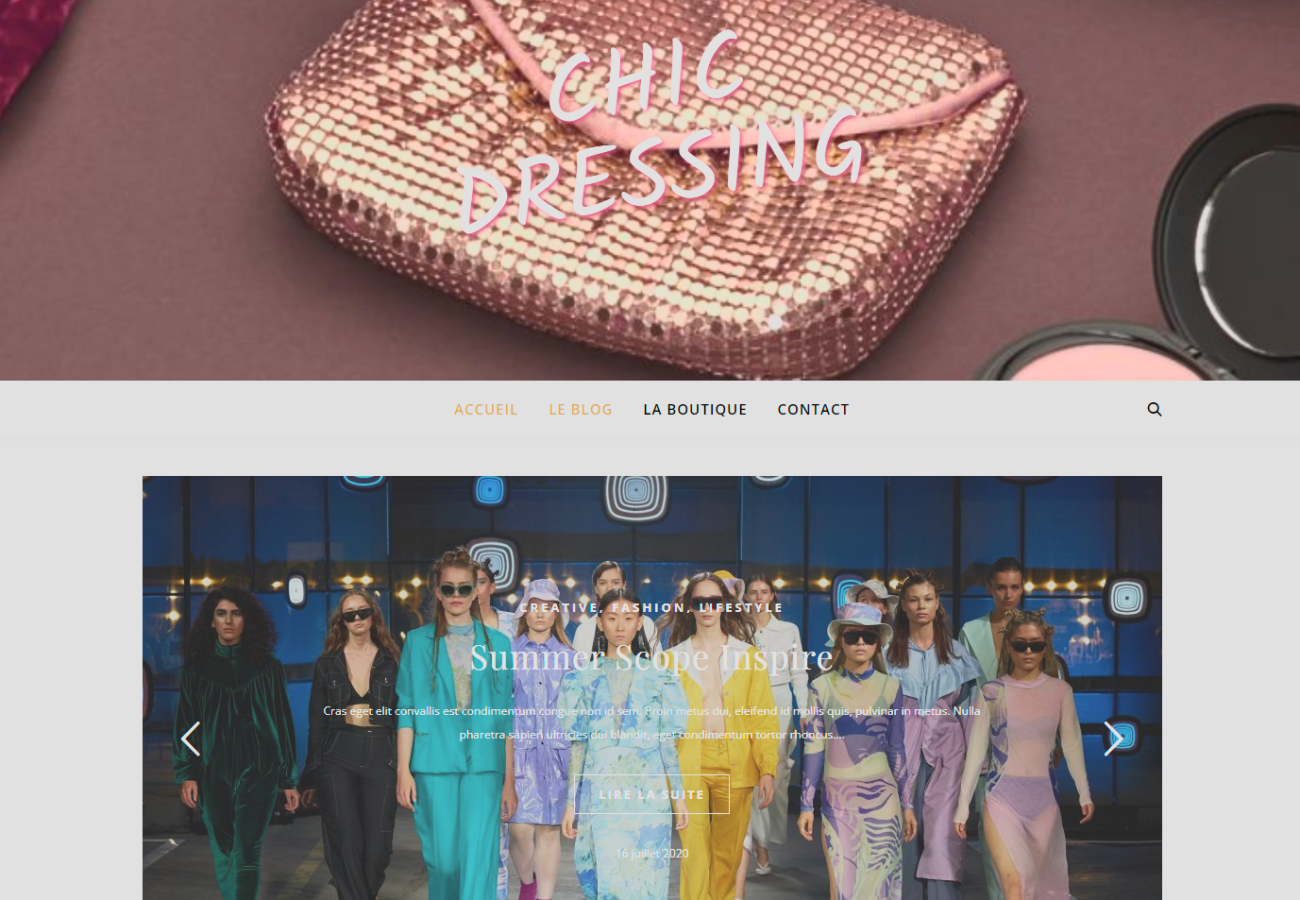 CHIC
DRESSING
ACCUEIL LE BLOG LA BOUTIQUE CONTACT
CREATIVE, FASHION, LIFESTYLE
Summer Scope Inspire
Cras eget elit convallis est condimentum congue non id sem. Proin metus dui, eleifend id mollis quis, pulvinar in metus. Nulla
pharetra sapien ultricies dui blandit, eget condimentum tortor rhoncus....
LIRE LA SUITE
16 juillet 2020